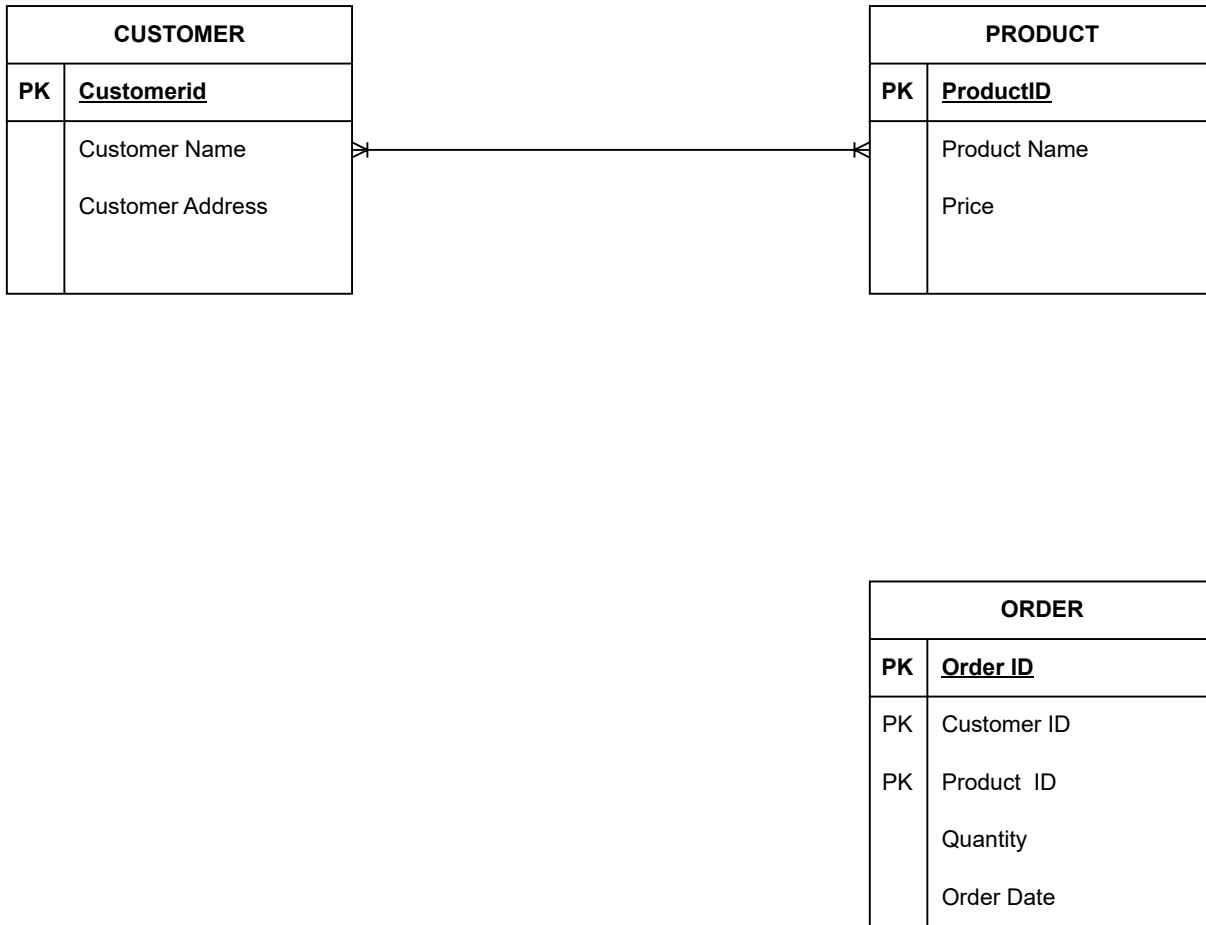 CUSTOMER
PK Customerid
Customer Name
Customer Address
PRODUCT
PK ProductID
Product Name
Price
ORDER
PK Order ID
PK Customer ID
PK Product  ID
Quantity
Order Date